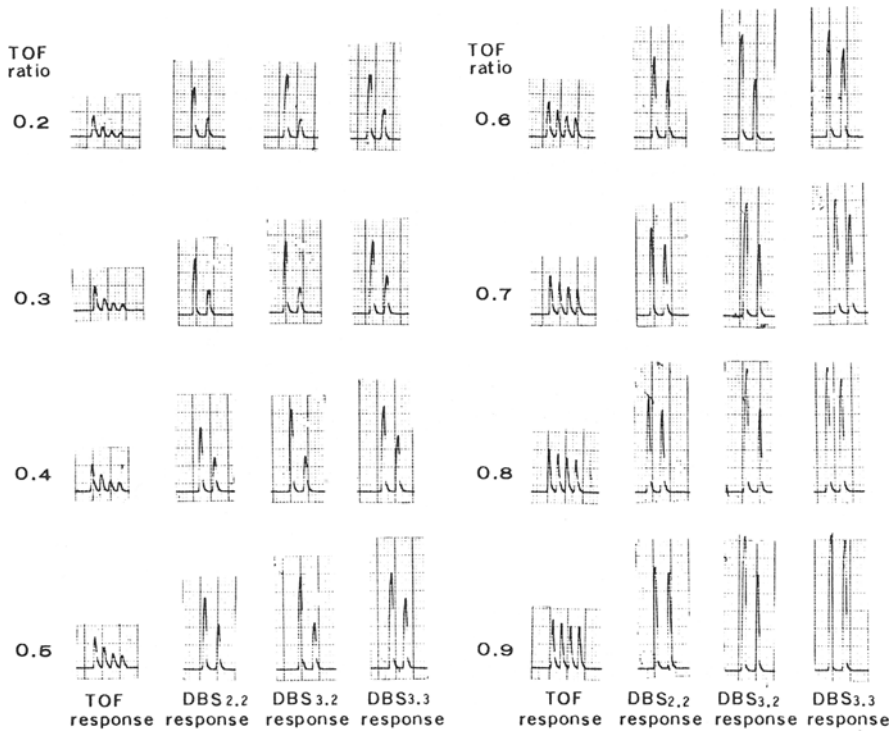 TOF
ratio
0.2
0.3
0.4
0.5
TOF
response
DBS2.2
response
DBS3.2
response
DBS3.3
response
TOF
ratio
0.6
0.7
0.8
0.9
TOF
response
DBS2.2
response
DBS3.2
response
DBS3.3
response